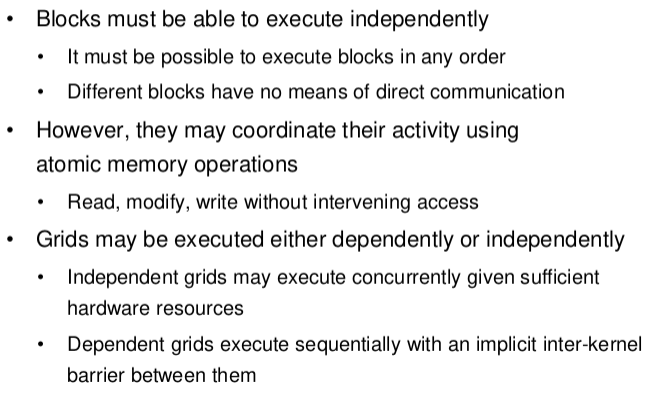 • Blocks must be able to execute independently
• It must be possible to execute blocks in any order
• Different blocks have no means of direct communication
• However, they may coordinate their activity using
atomic memory operations
• Read, modify, write without intervening access
• Grids may be executed either dependently or independently
• Independent grids may execute concurrently given sufficient
hardware resources
• Dependent grids execute sequentially with an implicit inter-kernel
barrier between them